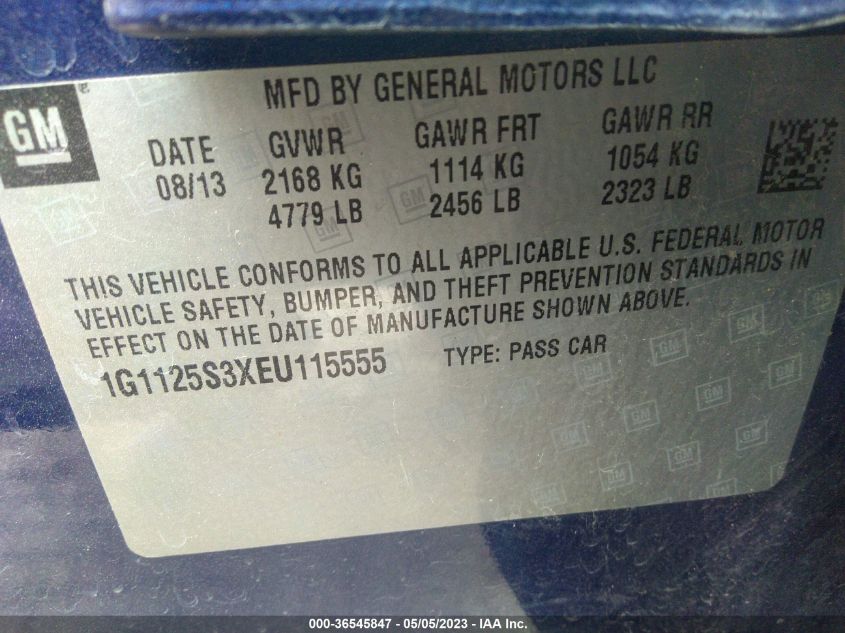 GM
MFD BY GENERAL MOTORS LLC
DATE GVWR GAWR FRT GAWR RR
08/13 2168 KG 1114 KG 1054 KG
4779 LB 2456 LB 2323 LB
THIS VEHICLE CONFORMS TO ALL APPLICABLE U.S. FEDERAL MOTOR
VEHICLE SAFETY, BUMPER, AND THEFT PREVENTION STANDARDS IN
EFFECT ON THE DATE OF MANUFACTURE SHOWN ABOVE.
1G1125S3XEU115555 TYPE: PASS CAR
000-36545847 - 05/05/2023 - IAA Inc.